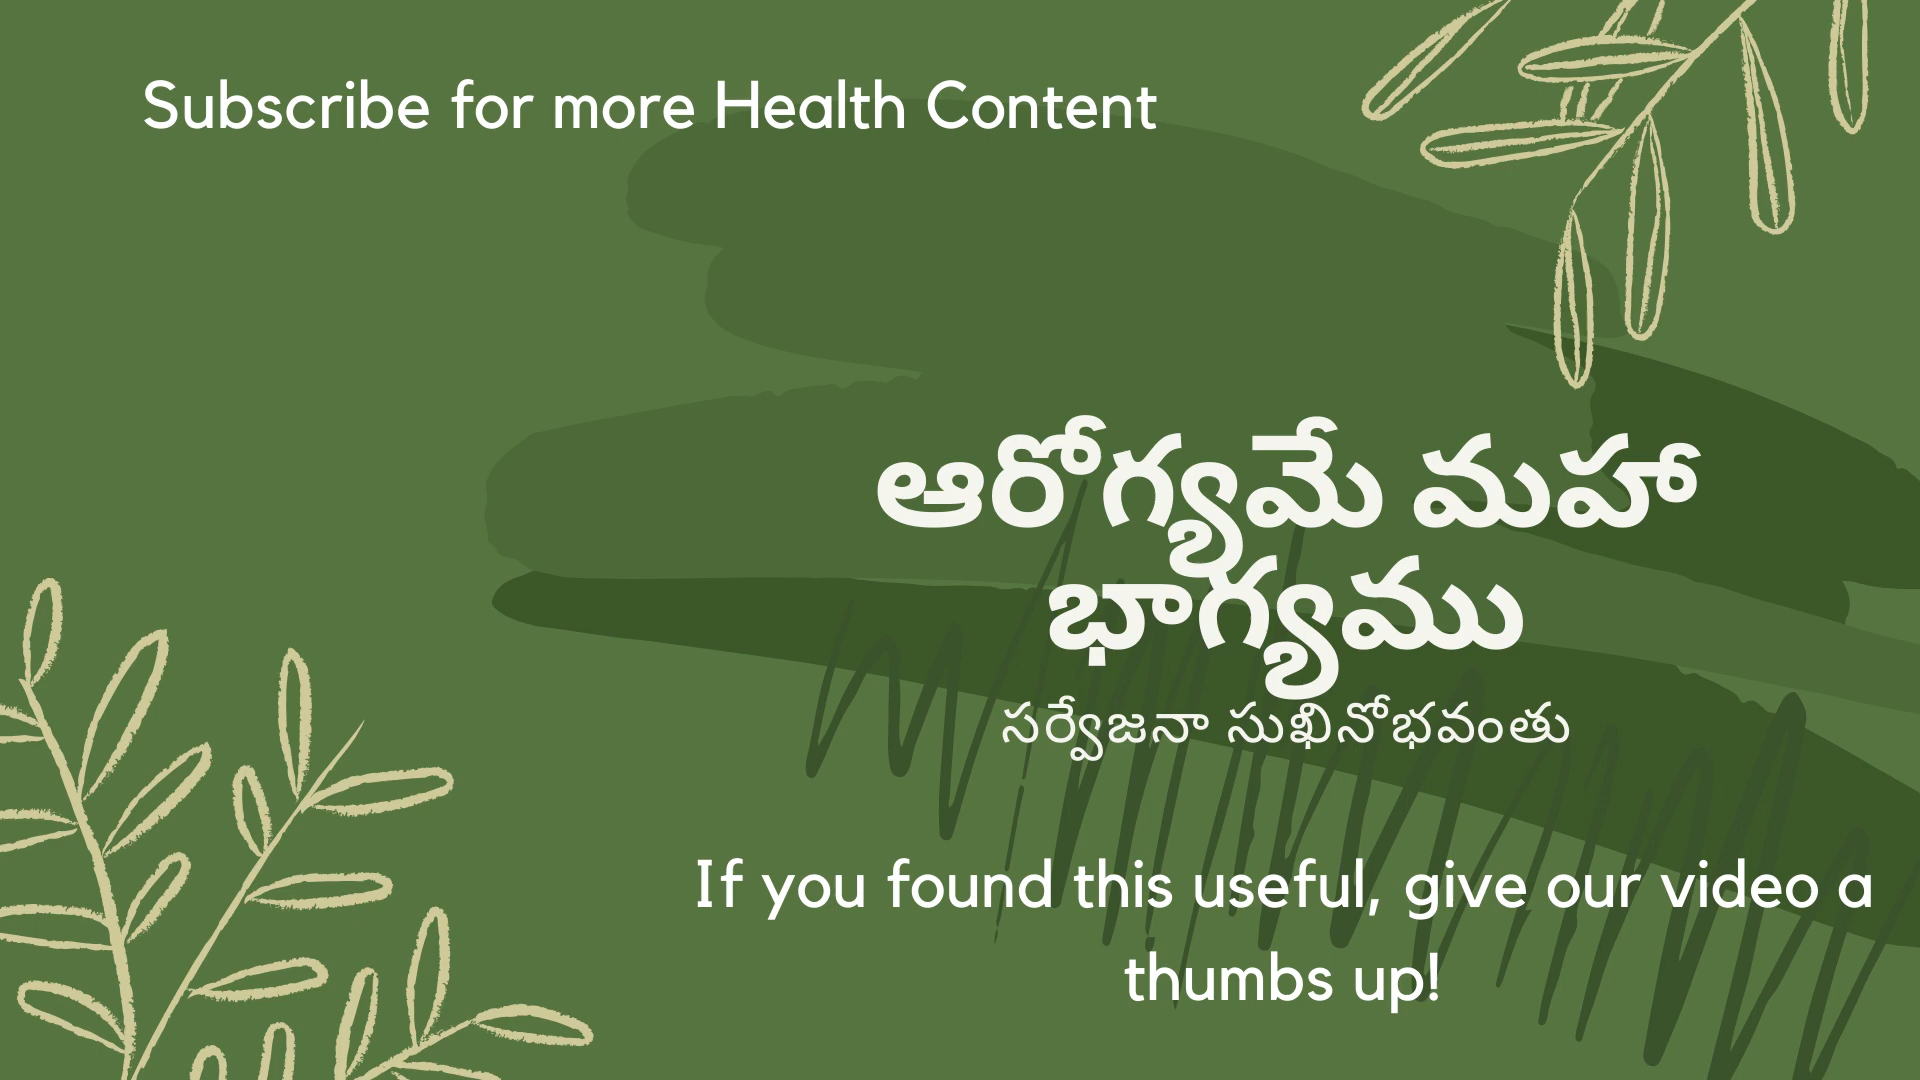 Subscribe for more Health Content
ఆరోగ్యమే మహా
భాగ్యము
సర్వేజనా సుఖినోభవంతు
If you found this useful, give our video a
thumbs up!